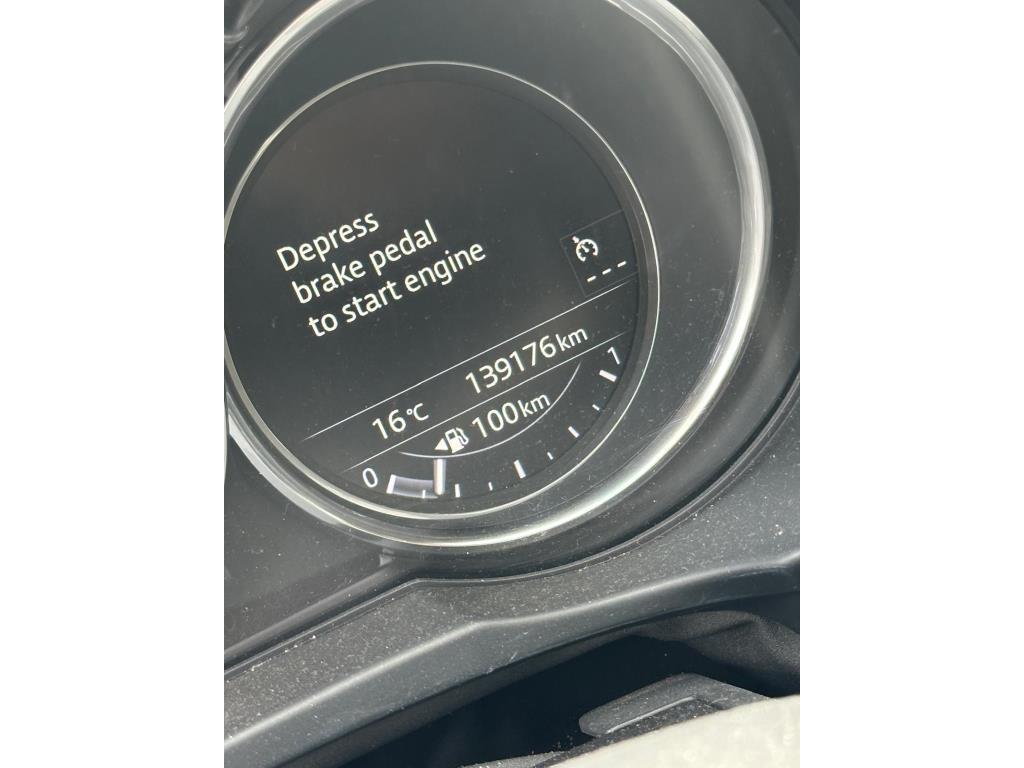 Depress
brake pedal
to start engine
---
16°C 139176km
100km
0 1